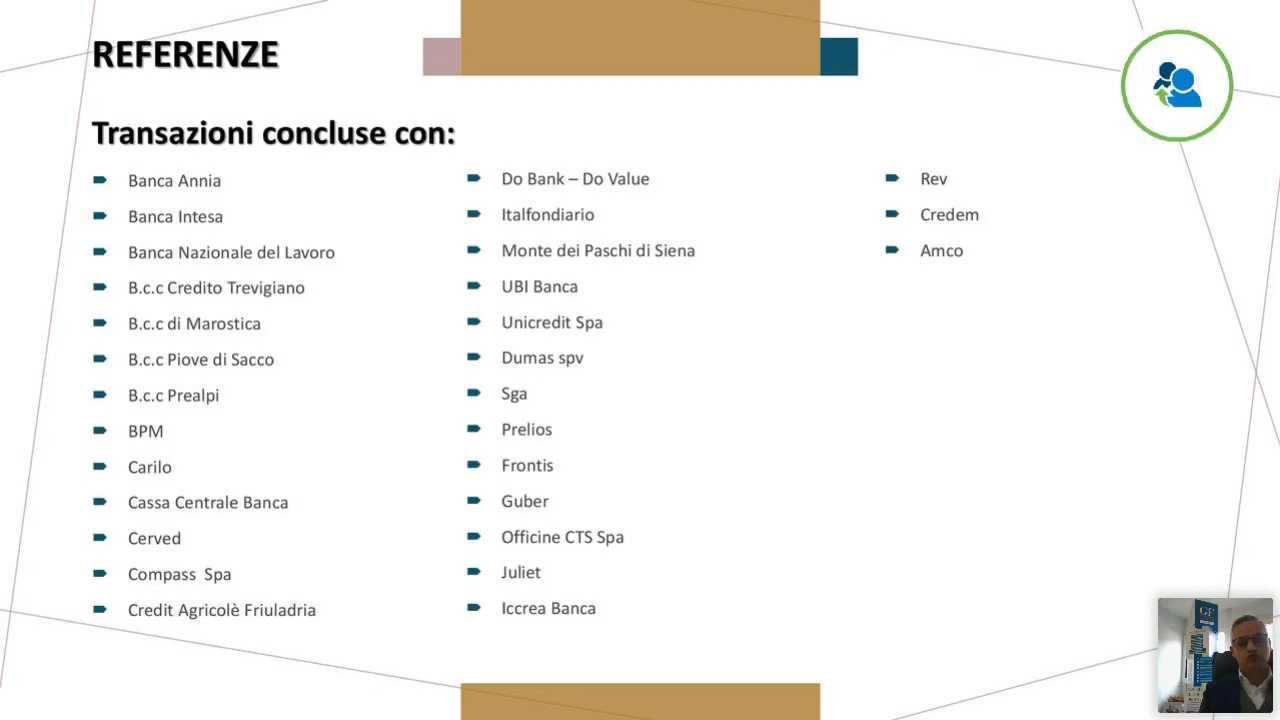 REFERENZE
Transazioni concluse con:
Banca Annia
Banca Intesa
Banca Nazionale del Lavoro
B.c.c Credito Trevigiano
B.c.c di Marostica
B.c.c Piove di Sacco
B.c.c Prealpi
BPM
Carilo
Cassa Centrale Banca
Cerved
Compass Spa
Credit Agricolè Friuladria
Do Bank – Do Value
Italfondiario
Monte dei Paschi di Siena
UBI Banca
Unicredit Spa
Dumas spv
Sga
Prelios
Frontis
Guber
Officine CTS Spa
Juliet
Iccrea Banca
Rev
Credem
Amco
GF